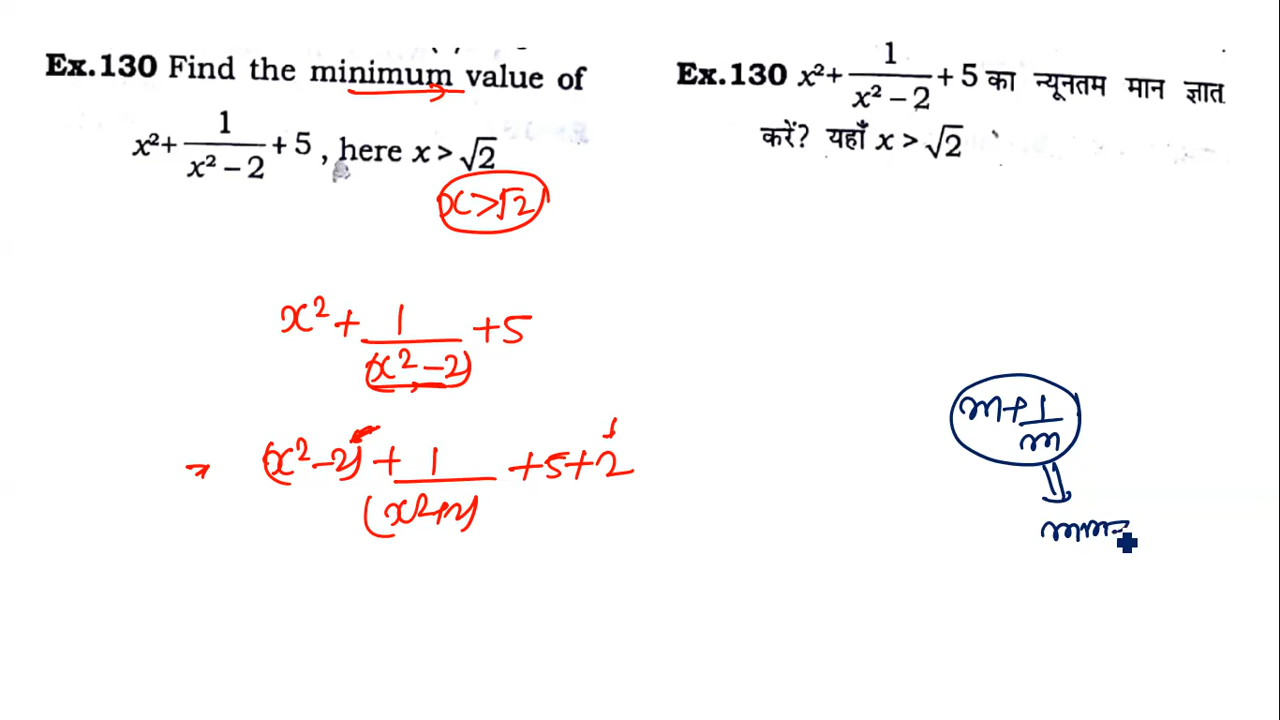 Ex.130 Find the minimum value of
x²+ 1/(x² – 2) + 5 , here x > √2
x>√2
x² + 1/(x² – 2) + 5
(x² – 2) + 1/(x²+2) + 5 + 2
Ex.130 x²+ 1/(x² – 2) + 5 का न्यूनतम मान ज्ञात
करें? यहाँ x > √2
m + 1/m